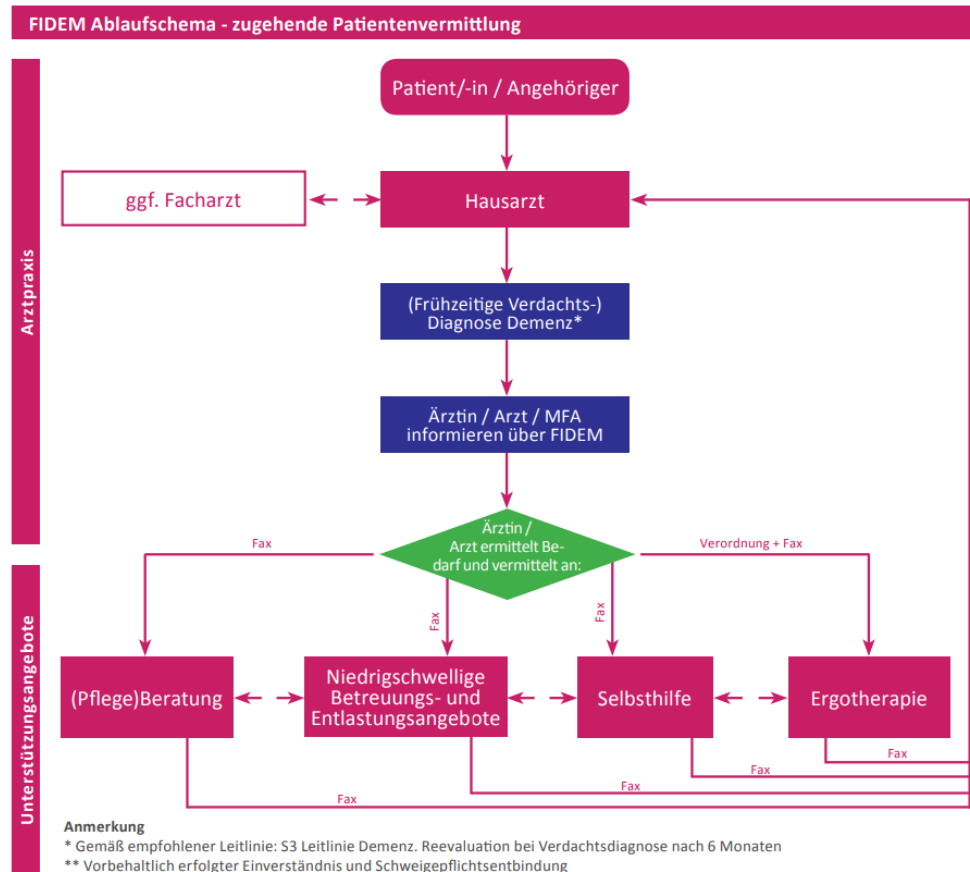 FIDEM Ablaufschema - zugehende Patientenvermittlung
Arztpraxis
Patient/-in / Angehöriger
ggf. Facharzt
Hausarzt
(Frühzeitige Verdachts-)
Diagnose Demenz*
Ärztin / Arzt / MFA
informieren über FIDEM
Ärztin /
Arzt ermittelt Be-
darf und vermittelt an:
Fax
Verordnung + Fax
Fax
Fax
Unterstützungsangebote
(Pflege)Beratung
Niedrigschwellige
Betreuungs- und
Entlastungsangebote
Selbsthilfe
Ergotherapie
Fax
Fax
Fax
Fax
Anmerkung
* Gemäß empfohlener Leitlinie: S3 Leitlinie Demenz. Reevaluation bei Verdachtsdiagnose nach 6 Monaten
** Vorbehaltlich erfolgter Einverständnis und Schweigepflichtsentbindung